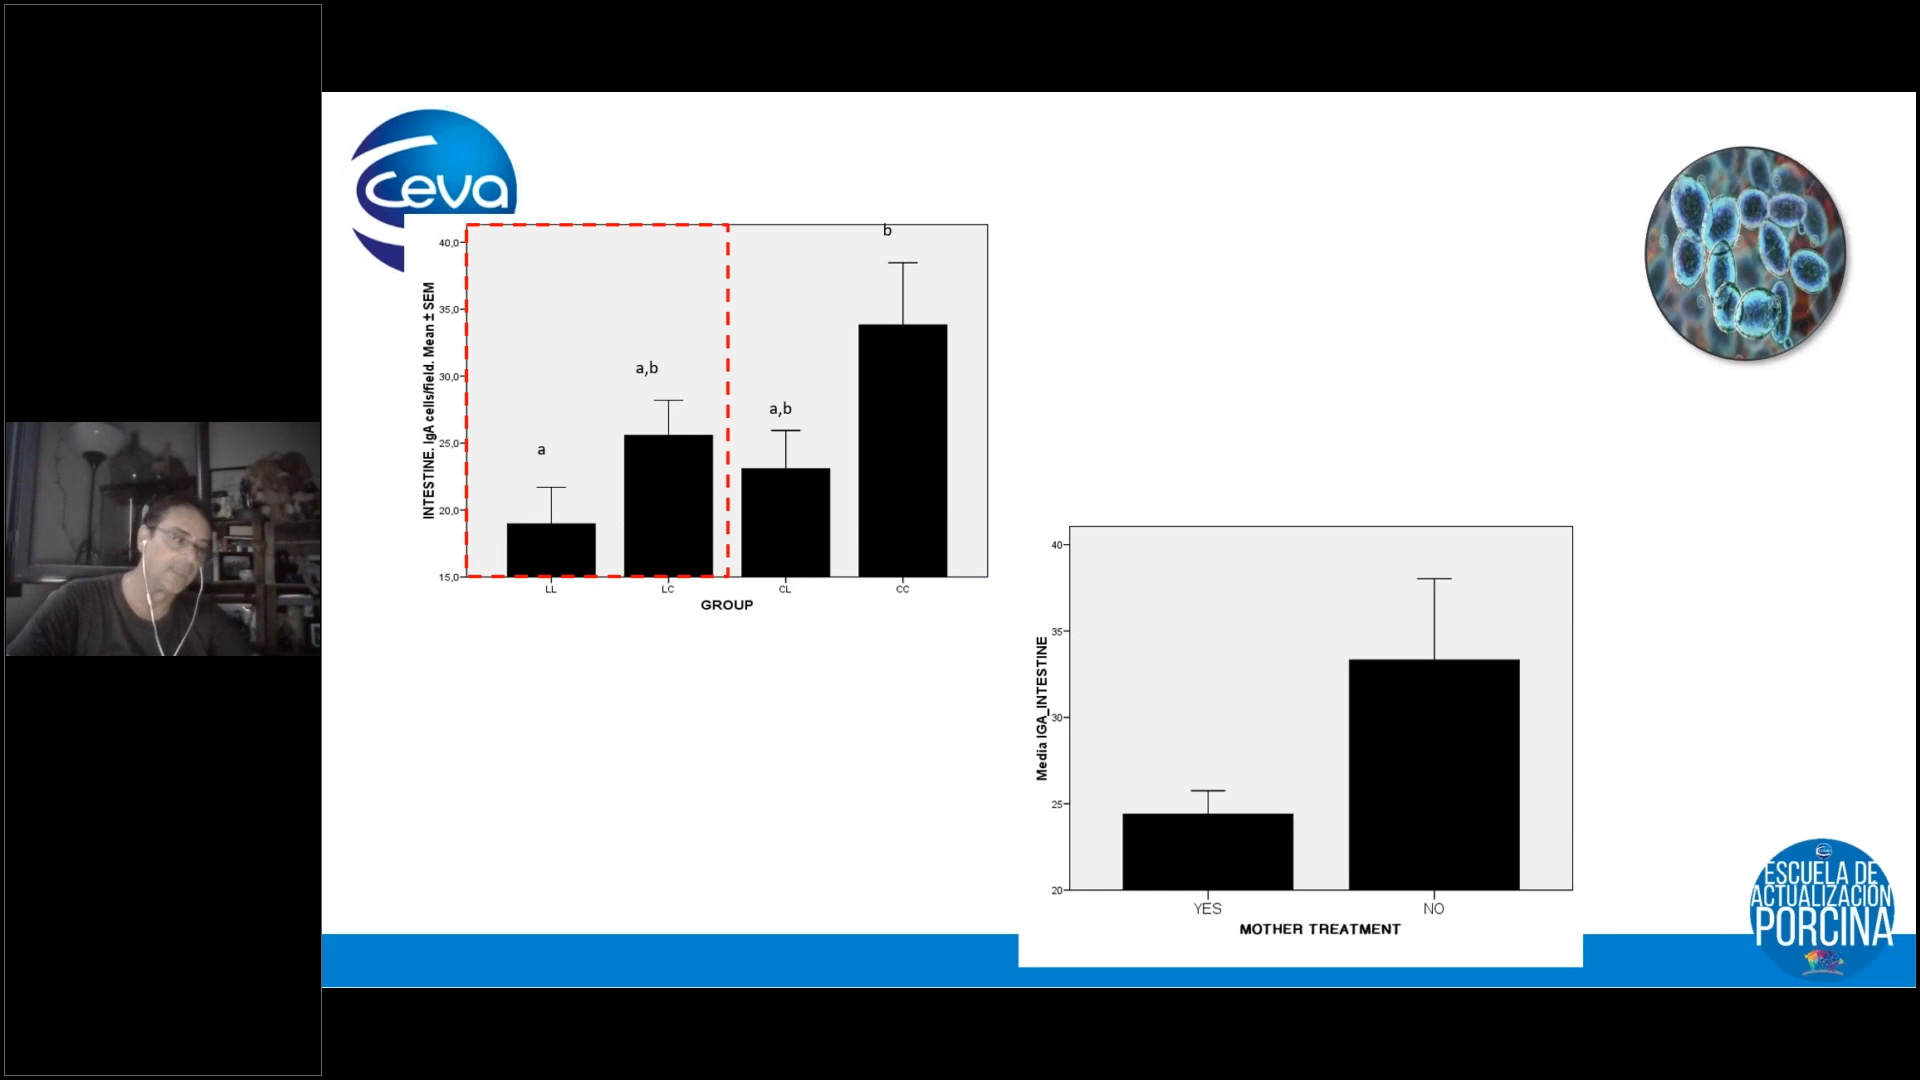 ceva
b
a,b
a,b
a
40,0
35,0
30,0
25,0
20,0
15,0
INTESTINE. IgA cells/field. Mean ± SEM
LL
LC
CL
CC
GROUP
40
35
30
25
20
Media IGA_INTESTINE
YES
NO
MOTHER TREATMENT
ESCUELA DE
ACTUALIZACIÓN
PORCINA